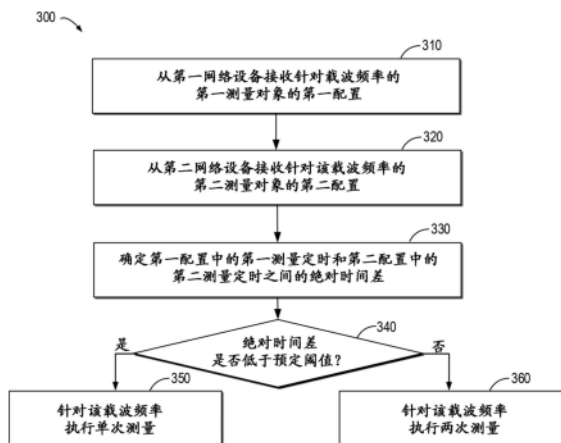 300
310
从第一网络设备接收针对载波频率的
第一测量对象的第一配置
320
从第二网络设备接收针对该载波频率的
第二测量对象的第二配置
330
确定第一配置中的第一测量定时和第二配置中的
第二测量定时之间的绝对时间差
340
绝对时间差
是否低于预定阈值？
是
否
350
针对该载波频率
执行单次测量
360
针对该载波频率
执行两次测量